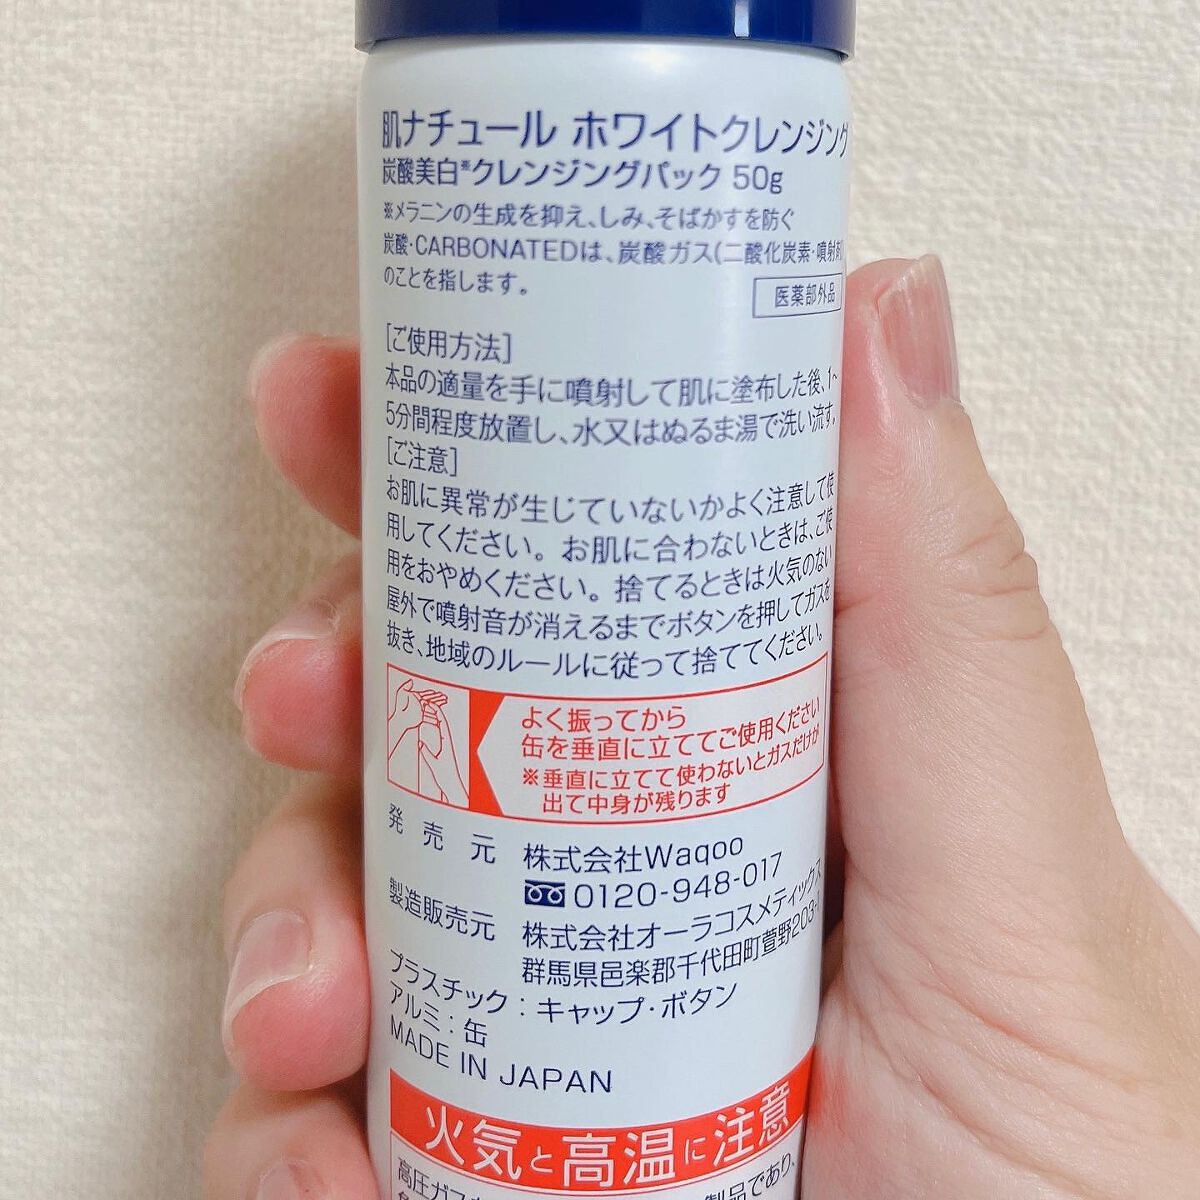 肌ナチュール ホワイトクレンジング
炭酸美白※クレンジングパック 50g
※メラニンの生成を抑え、しみ、そばかすを防ぐ
炭酸・CARBONATEDは、炭酸ガス(二酸化炭素・噴射剤)
のことを指します。
医薬部外品
[ご使用方法]
本品の適量を手に噴射して肌に塗布した後、1～
5分間程度放置し、水又はぬるま湯で洗い流す。
[ご注意]
お肌に異常が生じていないかよく注意して使
用してください。お肌に合わないときは、ご使
用をおやめください。捨てるときは火気のない
屋外で噴射音が消えるまでボタンを押してガスを
抜き、地域のルールに従って捨ててください。
よく振ってから
缶を垂直に立ててご使用ください
※垂直に立てて使わないとガスだけが
出て中身が残ります
発売元 株式会社Waqoo
0120-948-017
製造販売元 株式会社オーラコスメティックス
群馬県邑楽郡千代田町萱野203-
プラスチック：キャップ・ボタン
アルミ：缶
MADE IN JAPAN
火気と高温に注意
高圧ガスを 製品であり、